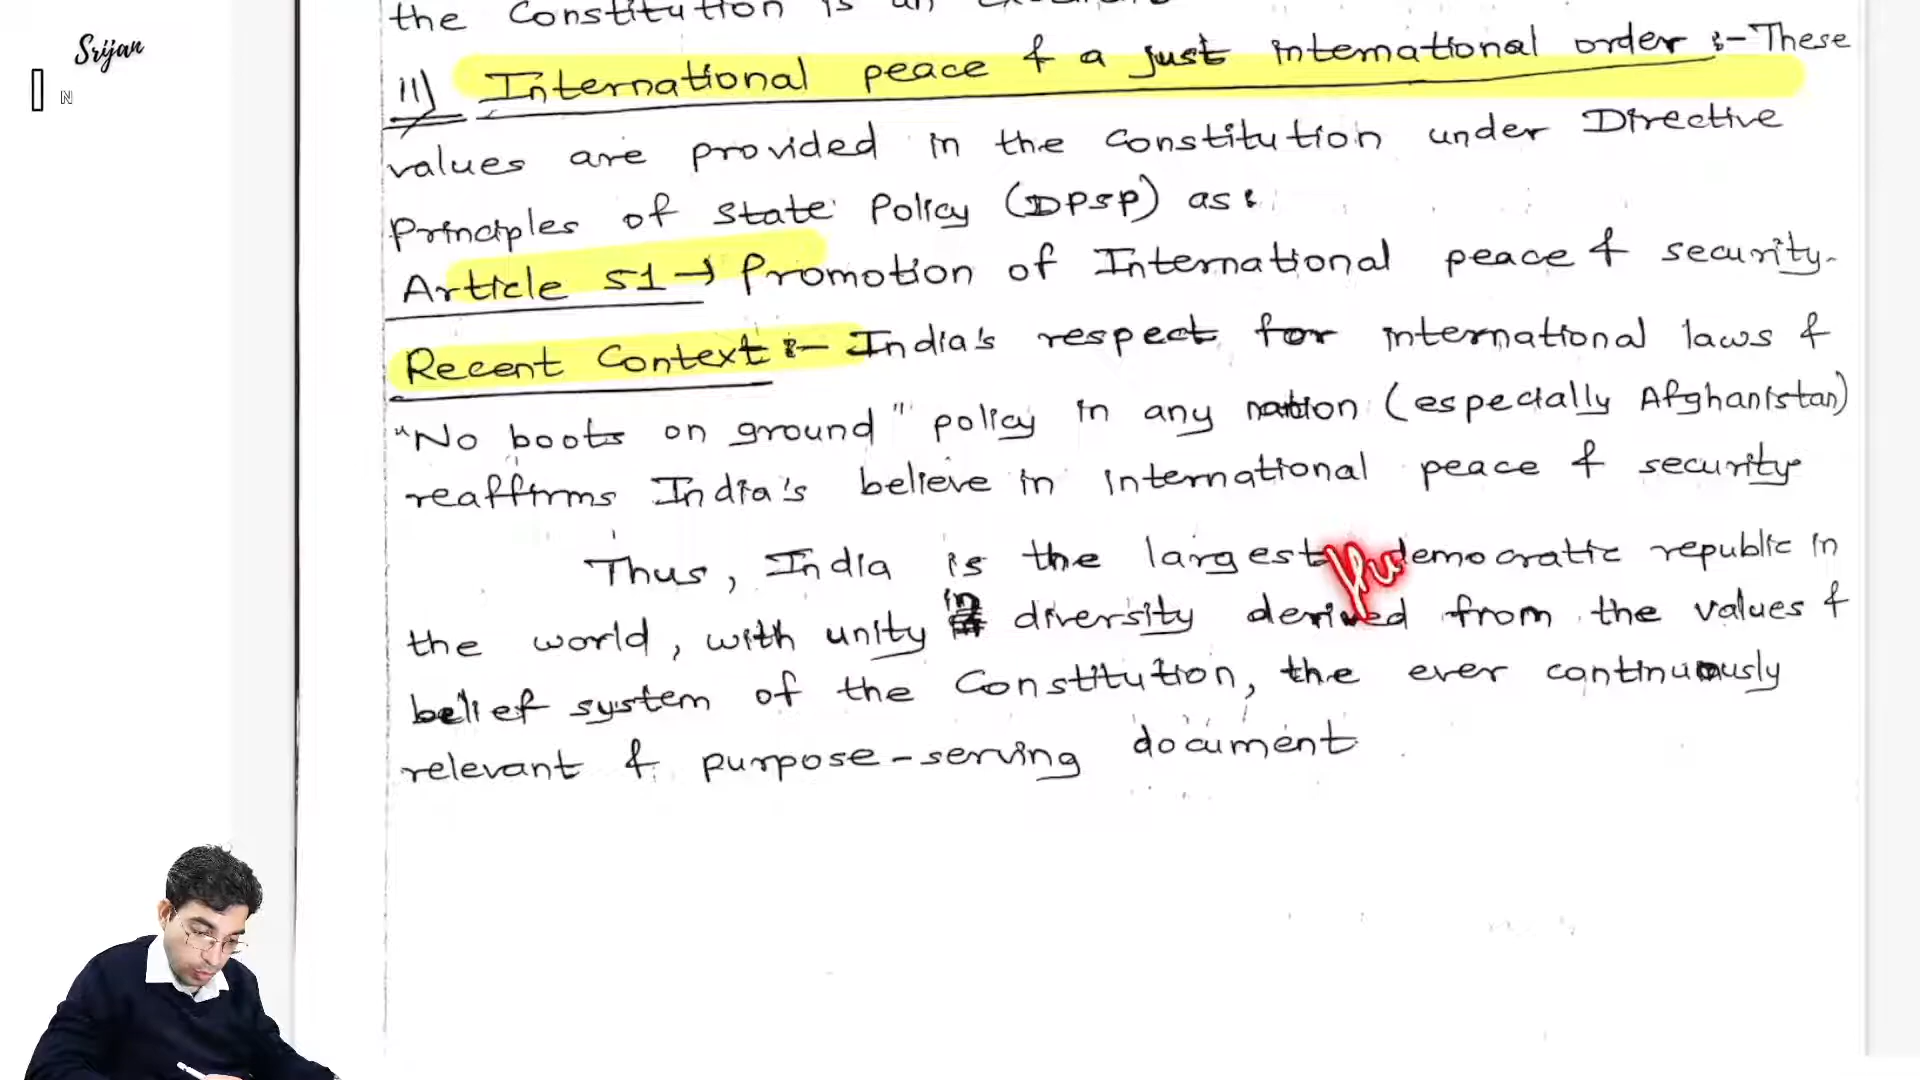 Srijan
IN
the Constitution is an
11) International peace & a just international order :- These
values are provided in the constitution under Directive
Principles of State Policy (DPSP) as:
Article 51 → Promotion of International peace & security.
Recent Context :- India's respect for international laws &
"No boots on ground" policy in any nation (especially Afghanistan)
reaffirms India's believe in international peace & security
Thus, India is the largest democratic republic in
the world, with unity in diversity derived from the values &
belief system of the Constitution, the ever continuously
relevant & purpose-serving document